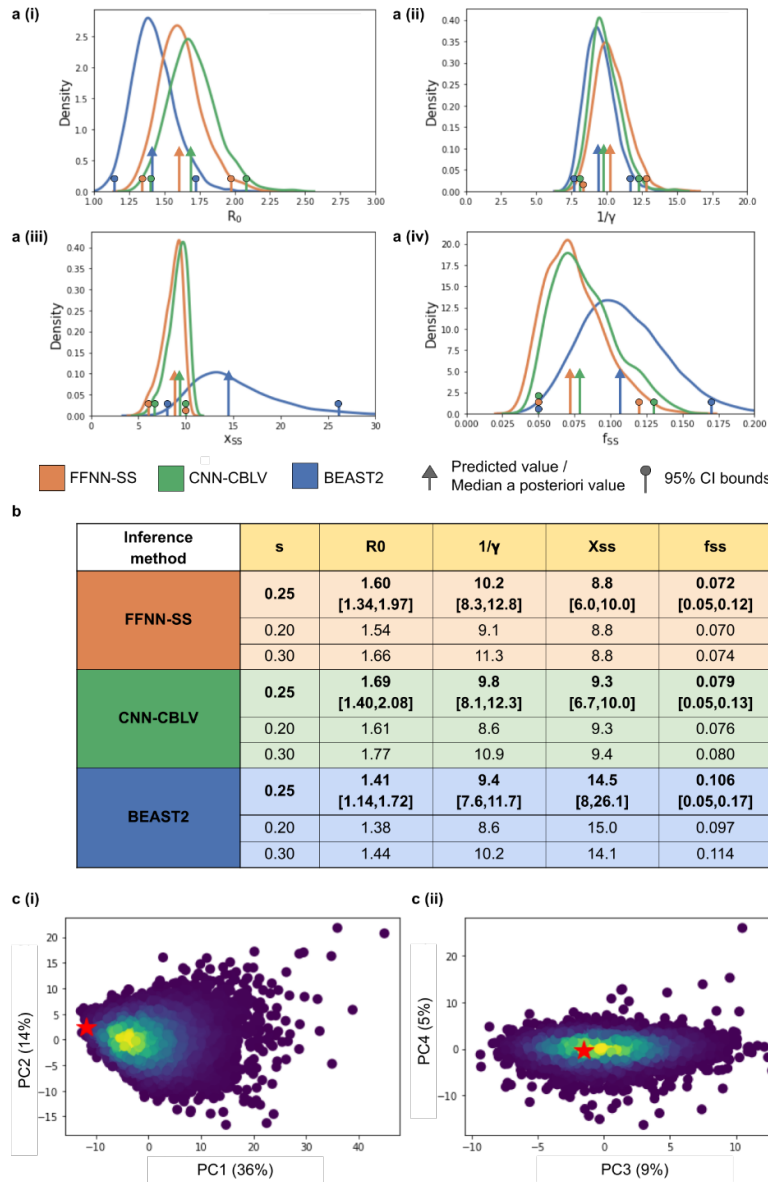 a (i)
a (ii)
Density
2.5
2.0
1.5
1.0
0.5
0.0
1.00 1.25 1.50 1.75 2.00 2.25 2.50 2.75 3.00
R0
Density
0.40
0.35
0.30
0.25
0.20
0.15
0.10
0.05
0.00
0.0 2.5 5.0 7.5 10.0 12.5 15.0 17.5 20.0
1/γ
a (iii)
a (iv)
Density
0.40
0.35
0.30
0.25
0.20
0.15
0.10
0.05
0.00
0 5 10 15 20 25 30
xSS
Density
20.0
17.5
15.0
12.5
10.0
7.5
5.0
2.5
0.0
0.000 0.025 0.050 0.075 0.100 0.125 0.150 0.175 0.200
fSS
FFNN-SS CNN-CBLV BEAST2 Predicted value / 95% CI bounds
Median a posteriori value
b
Inference method s R0 1/γ Xss fss
FFNN-SS
0.25 1.60 10.2 8.8 0.072
[1.34,1.97] [8.3,12.8] [6.0,10.0] [0.05,0.12]
0.20 1.54 9.1 8.8 0.070
0.30 1.66 11.3 8.8 0.074
CNN-CBLV
0.25 1.69 9.8 9.3 0.079
[1.40,2.08] [8.1,12.3] [6.7,10.0] [0.05,0.13]
0.20 1.61 8.6 9.3 0.076
0.30 1.77 10.9 9.4 0.080
BEAST2
0.25 1.41 9.4 14.5 0.106
[1.14,1.72] [7.6,11.7] [8,26.1] [0.05,0.17]
0.20 1.38 8.6 15.0 0.097
0.30 1.44 10.2 14.1 0.114
c (i)
c (ii)
PC2 (14%)
20
15
10
5
0
−5
−10
−15
−10 0 10 20 30 40
PC1 (36%)
PC4 (5%)
20
10
0
−10
−10 −5 0 5 10
PC3 (9%)